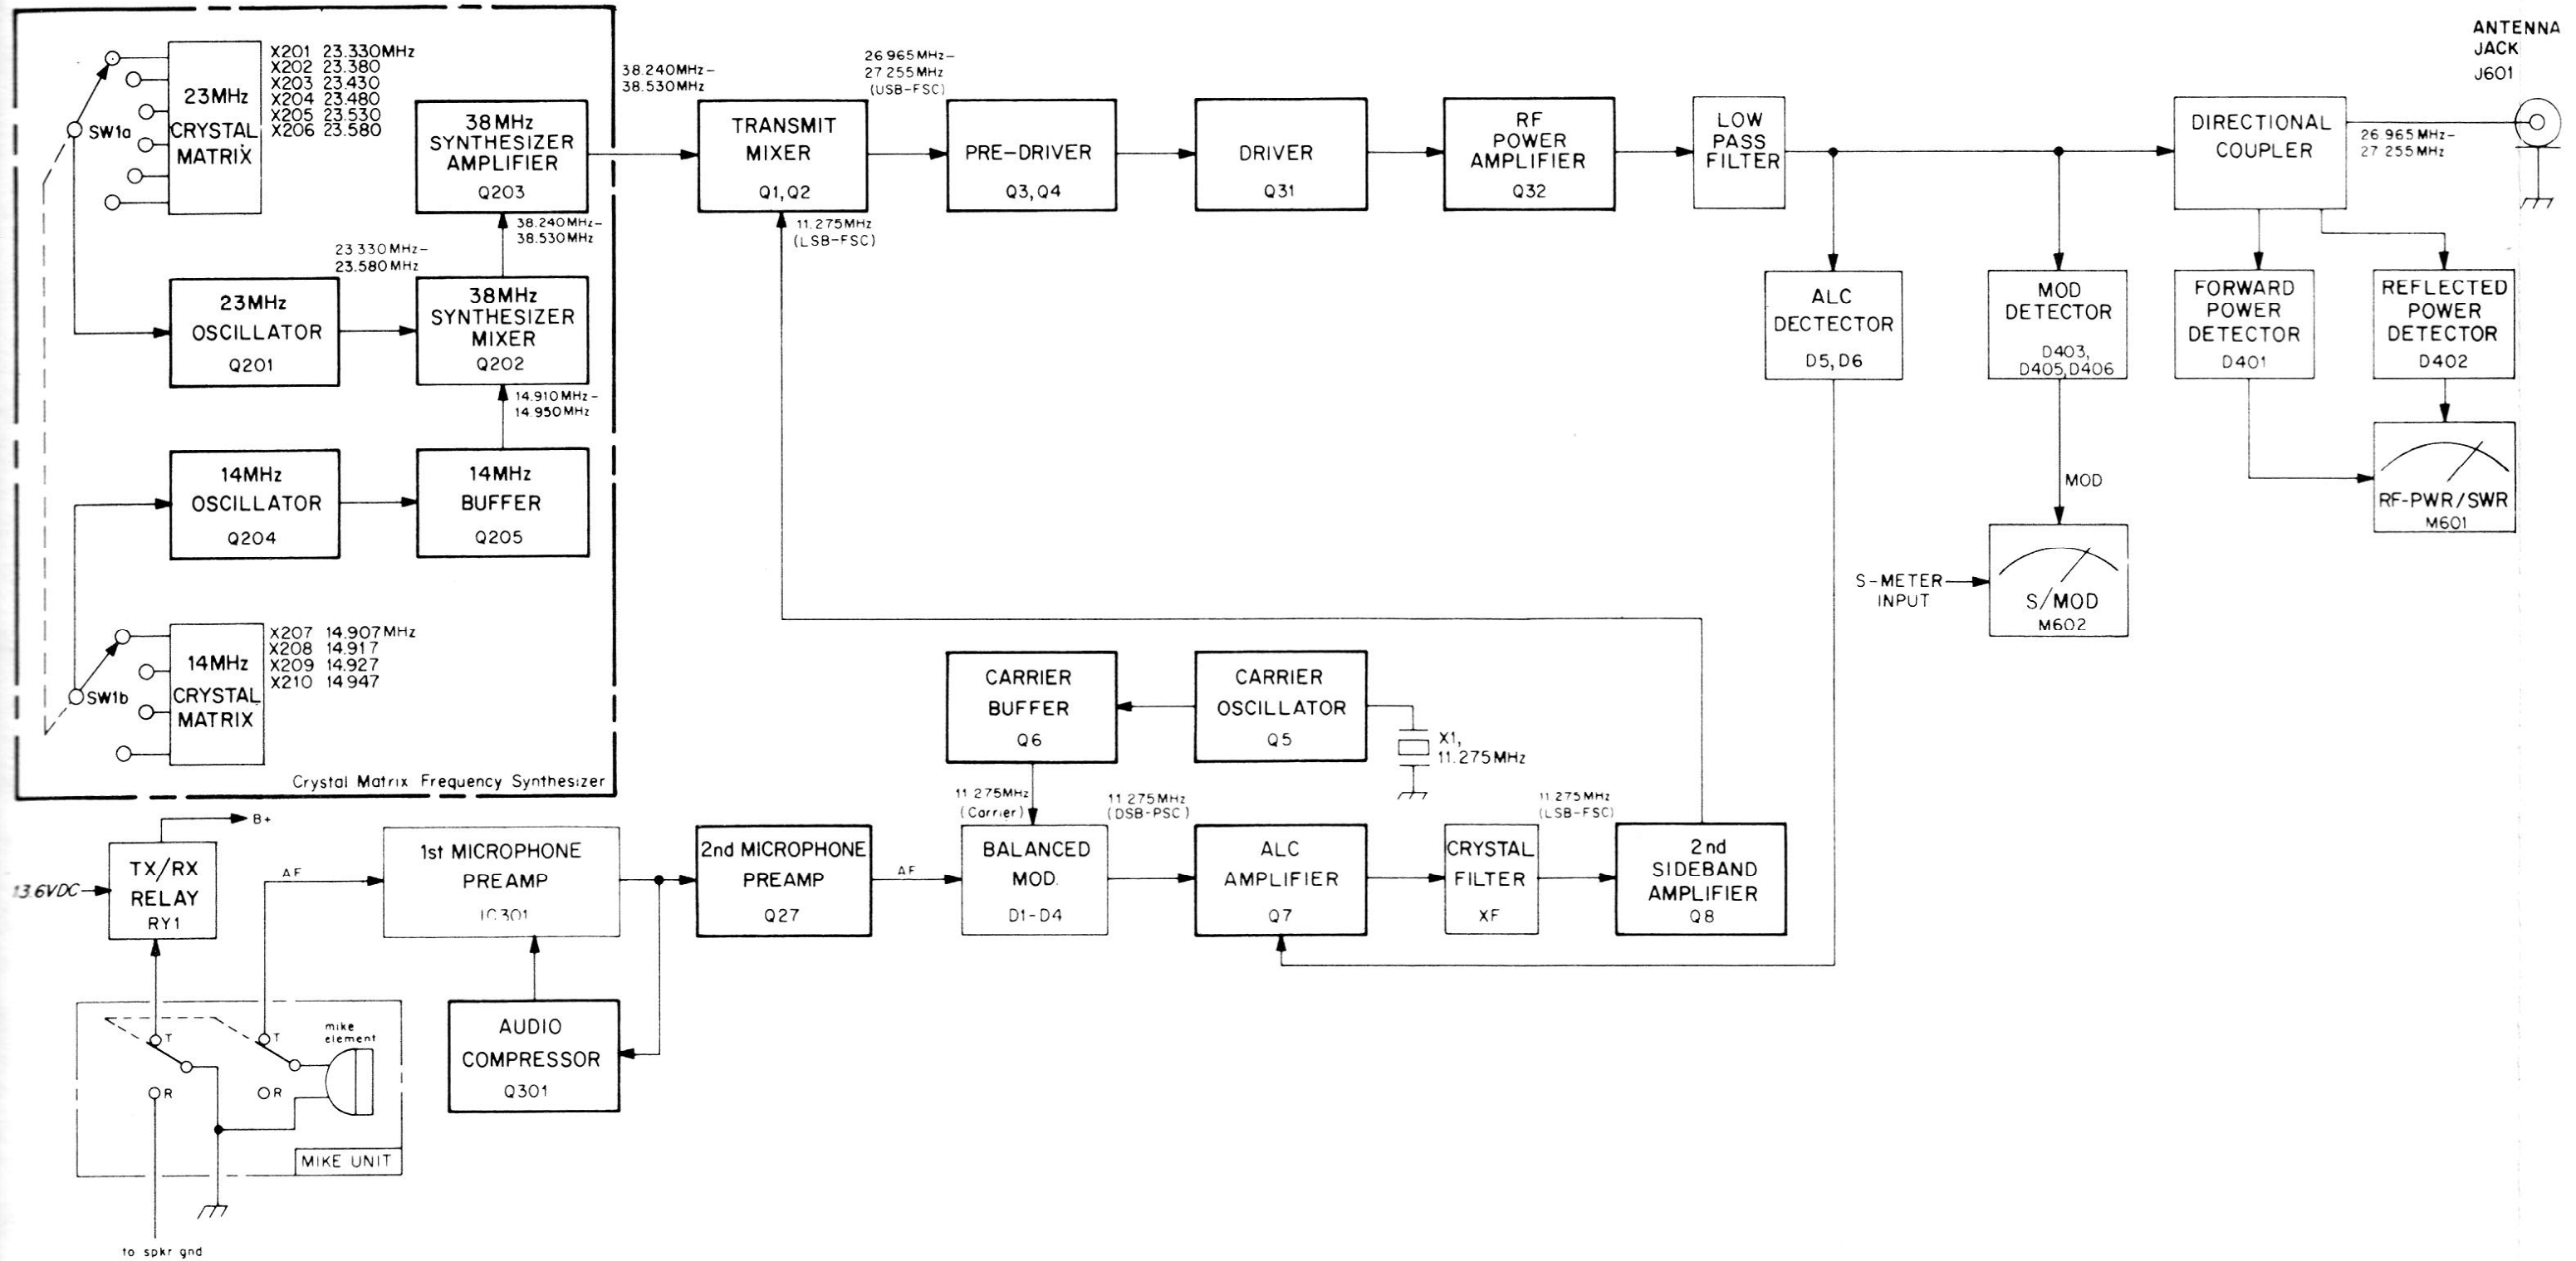 X201 23.330MHz
X202 23.380
X203 23.430
X204 23.480
X205 23.530
X206 23.580
23MHz
CRYSTAL
MATRIX
SW1a
38MHz
SYNTHESIZER
AMPLIFIER
Q203
38.240MHz-
38.530MHz
TRANSMIT
MIXER
Q1,Q2
26 965MHz-
27 255MHz
(USB-FSC)
PRE-DRIVER
Q3,Q4
DRIVER
Q31
RF
POWER
AMPLIFIER
Q32
LOW
PASS
FILTER
DIRECTIONAL
COUPLER
26 965MHz-
27 255MHz
ANTENNA
JACK
J601
11.275MHz
(LSB-FSC)
38.240MHz-
38.530MHz
23 330MHz-
23.580MHz
23MHz
OSCILLATOR
Q201
38MHz
SYNTHESIZER
MIXER
Q202
14.910MHz-
14.950MHz
ALC
DECTECTOR
D5,D6
MOD
DETECTOR
D403,
D405,D406
FORWARD
POWER
DETECTOR
D401
REFLECTED
POWER
DETECTOR
D402
14MHz
OSCILLATOR
Q204
14MHz
BUFFER
Q205
MOD
RF-PWR/SWR
M601
S-METER
INPUT
S/MOD
M602
X207 14.907MHz
X208 14.917
X209 14.927
X210 14 947
14MHz
CRYSTAL
MATRIX
SW1b
Crystal Matrix Frequency Synthesizer
CARRIER
BUFFER
Q6
CARRIER
OSCILLATOR
Q5
X1,
11.275MHz
B+
TX/RX
RELAY
RY1
13.6VDC
AF
1st MICROPHONE
PREAMP
IC301
2nd MICROPHONE
PREAMP
Q27
AF
11 275MHz
(Carrier)
BALANCED
MOD.
D1-D4
11 275MHz
(DSB-PSC)
ALC
AMPLIFIER
Q7
CRYSTAL
FILTER
XF
11.275MHz
(LSB-FSC)
2nd
SIDEBAND
AMPLIFIER
Q8
AUDIO
COMPRESSOR
Q301
mike
element
T
T
R
R
MIKE UNIT
to spkr gnd